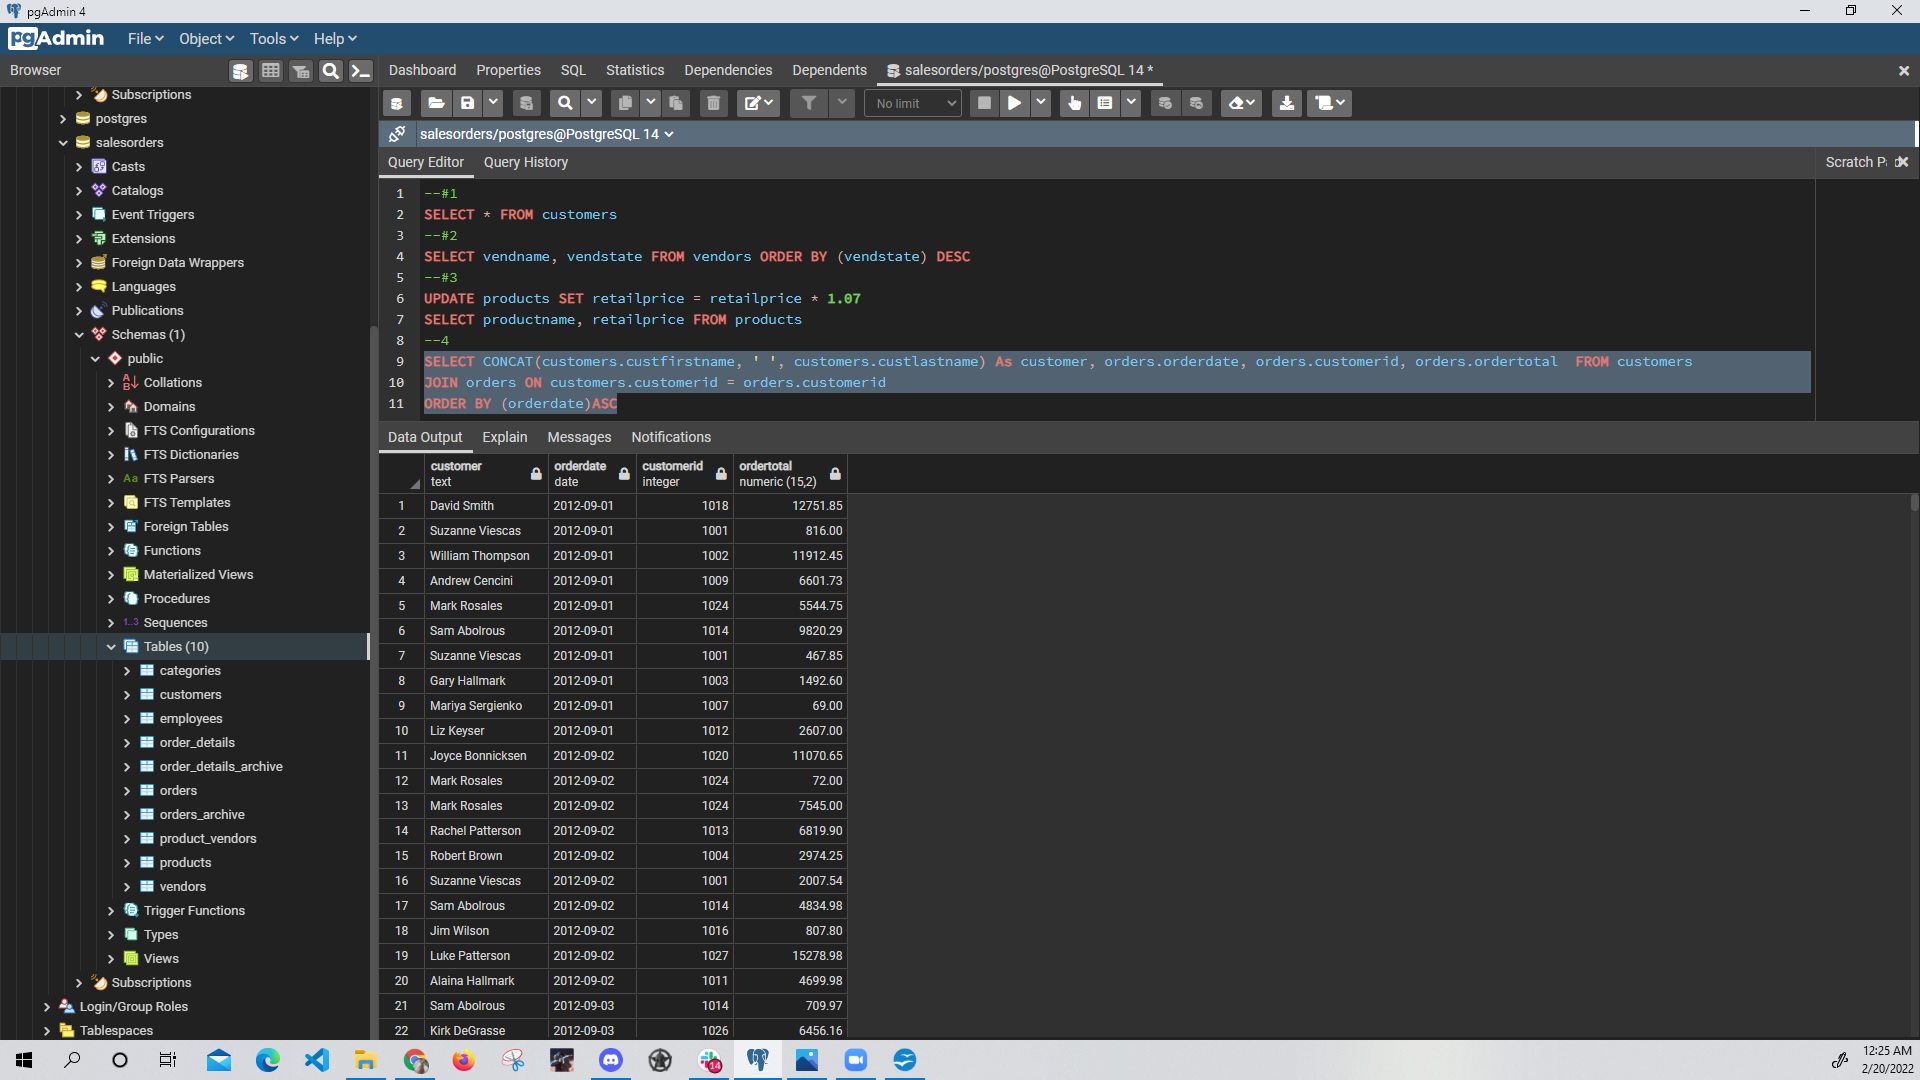 pgAdmin 4
pgAdmin File Object Tools Help
Browser
Dashboard Properties SQL Statistics Dependencies Dependents salesorders/postgres@PostgreSQL 14 *
No limit
salesorders/postgres@PostgreSQL 14
Query Editor Query History
Scratch P
Subscriptions
postgres
salesorders
Casts
Catalogs
Event Triggers
Extensions
Foreign Data Wrappers
Languages
Publications
Schemas (1)
public
Collations
Domains
FTS Configurations
FTS Dictionaries
Aa FTS Parsers
FTS Templates
Foreign Tables
Functions
Materialized Views
Procedures
1..3 Sequences
Tables (10)
categories
customers
employees
order_details
order_details_archive
orders
orders_archive
product_vendors
products
vendors
Trigger Functions
Types
Views
Subscriptions
Login/Group Roles
Tablespaces
1 --#1
2 SELECT * FROM customers
3 --#2
4 SELECT vendname, vendstate FROM vendors ORDER BY (vendstate) DESC
5 --#3
6 UPDATE products SET retailprice = retailprice * 1.07
7 SELECT productname, retailprice FROM products
8 --4
9 SELECT CONCAT(customers.custfirstname, ' ', customers.custlastname) As customer, orders.orderdate, orders.customerid, orders.ordertotal  FROM customers
10 JOIN orders ON customers.customerid = orders.customerid
11 ORDER BY (orderdate)ASC
Data Output Explain Messages Notifications
customer orderdate customerid ordertotal
text date integer numeric (15,2)
1 David Smith 2012-09-01 1018 12751.85
2 Suzanne Viescas 2012-09-01 1001 816.00
3 William Thompson 2012-09-01 1002 11912.45
4 Andrew Cencini 2012-09-01 1009 6601.73
5 Mark Rosales 2012-09-01 1024 5544.75
6 Sam Abolrous 2012-09-01 1014 9820.29
7 Suzanne Viescas 2012-09-01 1001 467.85
8 Gary Hallmark 2012-09-01 1003 1492.60
9 Mariya Sergienko 2012-09-01 1007 69.00
10 Liz Keyser 2012-09-01 1012 2607.00
11 Joyce Bonnicksen 2012-09-02 1020 11070.65
12 Mark Rosales 2012-09-02 1024 72.00
13 Mark Rosales 2012-09-02 1024 7545.00
14 Rachel Patterson 2012-09-02 1013 6819.90
15 Robert Brown 2012-09-02 1004 2974.25
16 Suzanne Viescas 2012-09-02 1001 2007.54
17 Sam Abolrous 2012-09-02 1014 4834.98
18 Jim Wilson 2012-09-02 1016 807.80
19 Luke Patterson 2012-09-02 1027 15278.98
20 Alaina Hallmark 2012-09-02 1011 4699.98
21 Sam Abolrous 2012-09-03 1014 709.97
22 Kirk DeGrasse 2012-09-03 1026 6456.16
14
12:25 AM
2/20/2022